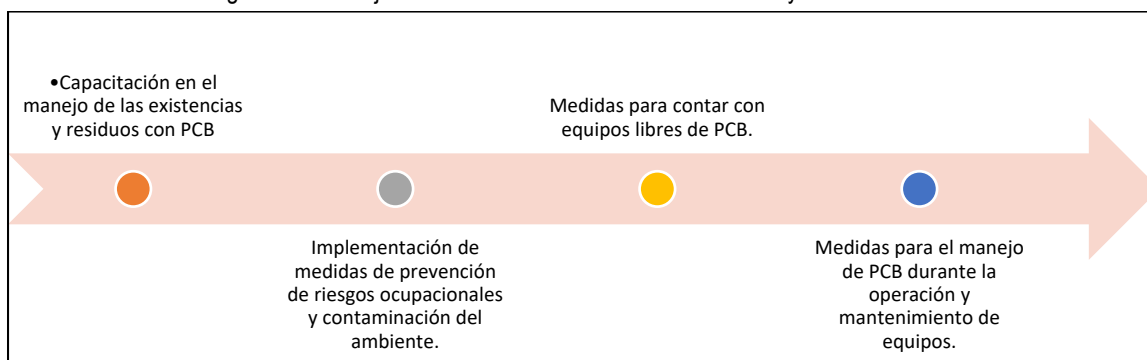 •Capacitación en el
manejo de las existencias
y residuos con PCB
Implementación de
medidas de prevención
de riesgos ocupacionales
y contaminación del
ambiente.
Medidas para contar con
equipos libres de PCB.
Medidas para el manejo
de PCB durante la
operación y
mantenimiento de
equipos.